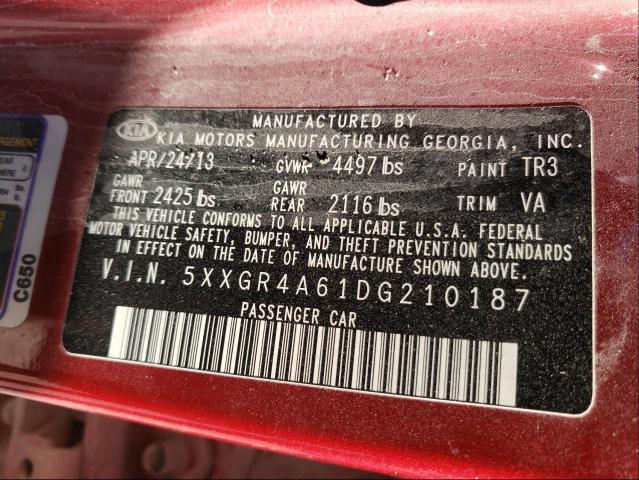 MANUFACTURED BY
KIA KIA MOTORS MANUFACTURING GEORGIA, INC.
APR/24/13 GVWR 4497 lbs PAINT TR3
GAWR FRONT 2425 lbs GAWR REAR 2116 lbs TRIM VA
THIS VEHICLE CONFORMS TO ALL APPLICABLE U.S.A. FEDERAL
MOTOR VEHICLE SAFETY, BUMPER, AND THEFT PREVENTION STANDARDS
IN EFFECT ON THE DATE OF MANUFACTURE SHOWN ABOVE.
V.I.N. 5XXGR4A61DG210187
PASSENGER CAR
C650